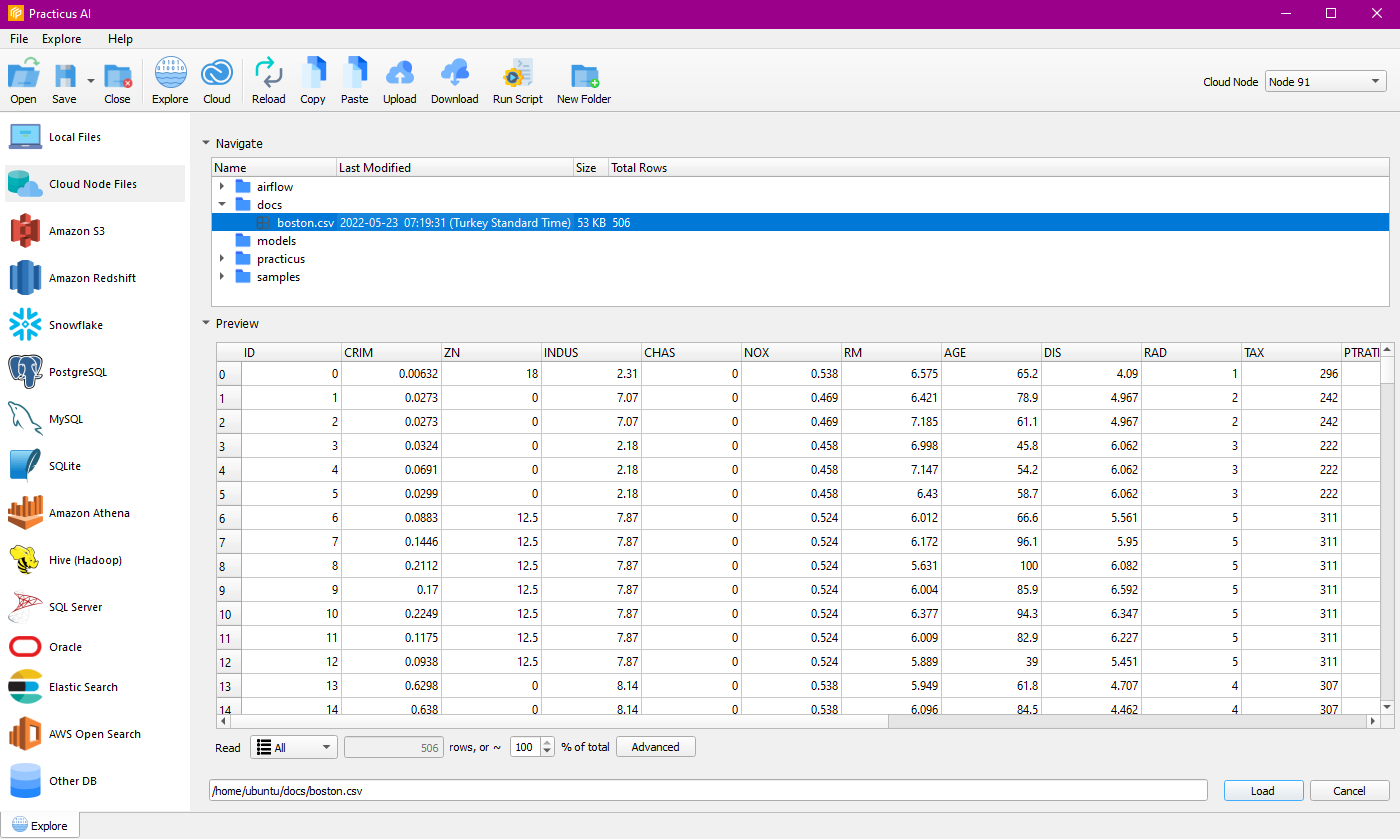 Practicus AI
File Explore Help
Open Save Close Explore Cloud Reload Copy Paste Upload Download Run Script New Folder Cloud Node Node 91
Local Files
Cloud Node Files
Amazon S3
Amazon Redshift
Snowflake
PostgreSQL
MySQL
SQLite
Amazon Athena
Hive (Hadoop)
SQL Server
Oracle
Elastic Search
AWS Open Search
Other DB
Navigate
Name Last Modified Size Total Rows
airflow
docs
boston.csv 2022-05-23 07:19:31 (Turkey Standard Time) 53 KB 506
models
practicus
samples
Preview
ID CRIM ZN INDUS CHAS NOX RM AGE DIS RAD TAX PTRATI
0 0 0.00632 18 2.31 0 0.538 6.575 65.2 4.09 1 296
1 1 0.0273 0 7.07 0 0.469 6.421 78.9 4.967 2 242
2 2 0.0273 0 7.07 0 0.469 7.185 61.1 4.967 2 242
3 3 0.0324 0 2.18 0 0.458 6.998 45.8 6.062 3 222
4 4 0.0691 0 2.18 0 0.458 7.147 54.2 6.062 3 222
5 5 0.0299 0 2.18 0 0.458 6.43 58.7 6.062 3 222
6 6 0.0883 12.5 7.87 0 0.524 6.012 66.6 5.561 5 311
7 7 0.1446 12.5 7.87 0 0.524 6.172 96.1 5.95 5 311
8 8 0.2112 12.5 7.87 0 0.524 5.631 100 6.082 5 311
9 9 0.17 12.5 7.87 0 0.524 6.004 85.9 6.592 5 311
10 10 0.2249 12.5 7.87 0 0.524 6.377 94.3 6.347 5 311
11 11 0.1175 12.5 7.87 0 0.524 6.009 82.9 6.227 5 311
12 12 0.0938 12.5 7.87 0 0.524 5.889 39 5.451 5 311
13 13 0.6298 0 8.14 0 0.538 5.949 61.8 4.707 4 307
14 14 0.638 0 8.14 0 0.538 6.096 84.5 4.462 4 307
Read All 506 rows, or ~ 100 % of total Advanced
/home/ubuntu/docs/boston.csv Load Cancel
Explore